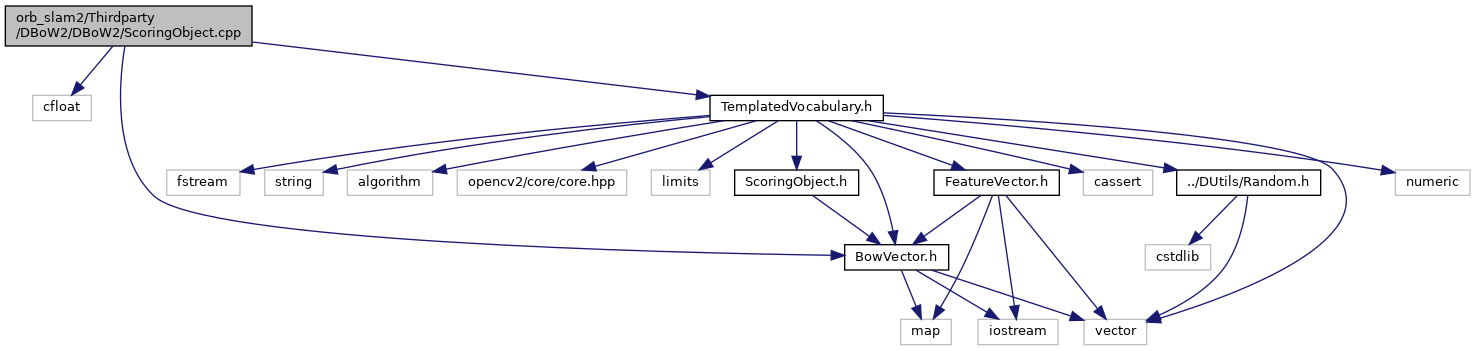 orb_slam2/Thirdparty
/DBoW2/DBoW2/ScoringObject.cpp
cfloat
TemplatedVocabulary.h
fstream
string
algorithm
opencv2/core/core.hpp
limits
ScoringObject.h
FeatureVector.h
cassert
../DUtils/Random.h
numeric
BowVector.h
cstdlib
map
iostream
vector